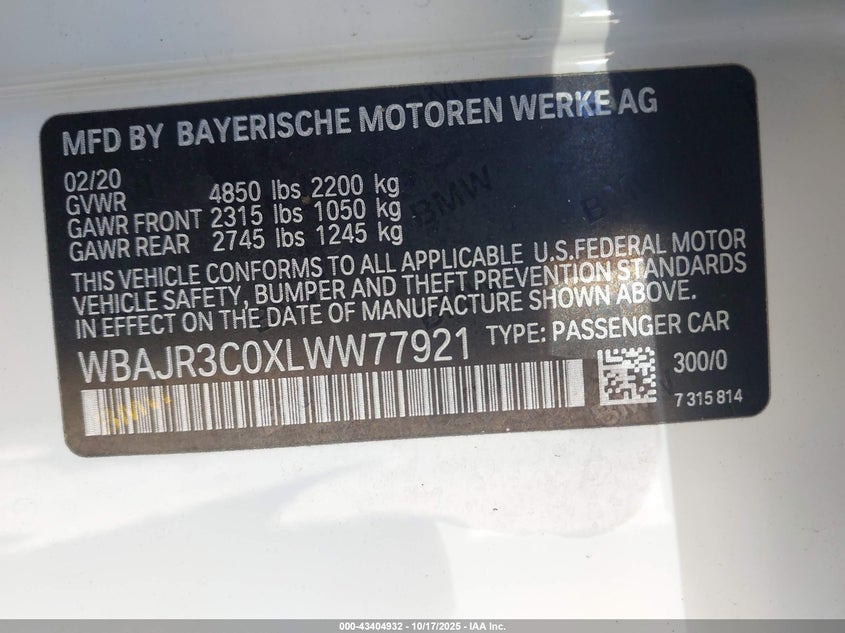 MFD BY BAYERISCHE MOTOREN WERKE AG
02/20
GVWR 4850 lbs 2200 kg
GAWR FRONT 2315 lbs 1050 kg
GAWR REAR 2745 lbs 1245 kg
THIS VEHICLE CONFORMS TO ALL APPLICABLE U.S.FEDERAL MOTOR
VEHICLE SAFETY, BUMPER AND THEFT PREVENTION STANDARDS
IN EFFECT ON THE DATE OF MANUFACTURE SHOWN ABOVE.
WBAJR3C0XLWW77921 TYPE: PASSENGER CAR
300/0
7 315 814
BMW
BMW
000-43404932 - 10/17/2025 - IAA Inc.